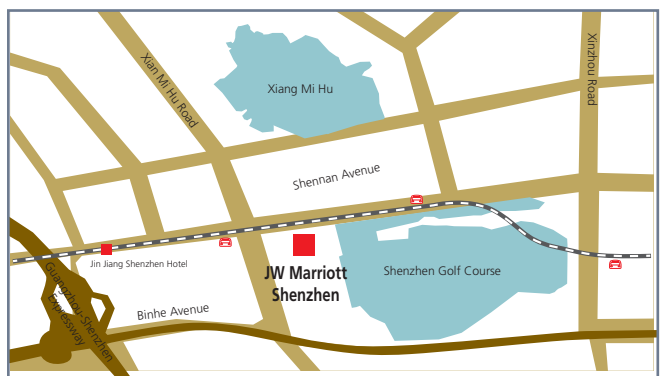 Xian Mi Hu Road
Xiang Mi Hu
Xinzhou Road
Shennan Avenue
Jin Jiang Shenzhen Hotel
JW Marriott
Shenzhen
Shenzhen Golf Course
Guangzhou-Shenzhen
Expressway
Binhe Avenue